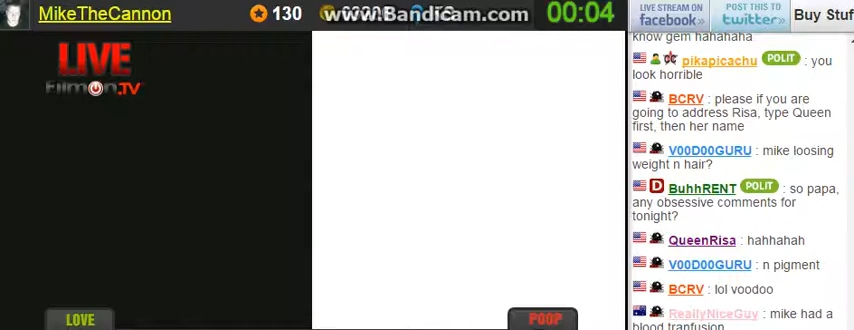 MikeTheCannon
130
www.Bandicam.com
00:04
LIVE STREAM ON
facebook»
POST THIS TO
twitter»
Buy Stuf
LIVE
FilmOn.TV
know gem hahahaha
pikapicachu POLIT : you
look horrible
BCRV : please if you are
going to address Risa, type Queen
first, then her name
V00D00GURU : mike loosing
weight n hair?
D BuhhRENT POLIT : so papa,
any obsessive comments for
tonight?
QueenRisa : hahhahah
V00D00GURU : n pigment
BCRV : lol voodoo
ReallyNiceGuy : mike had a
blood tranfusion
LOVE
POOP